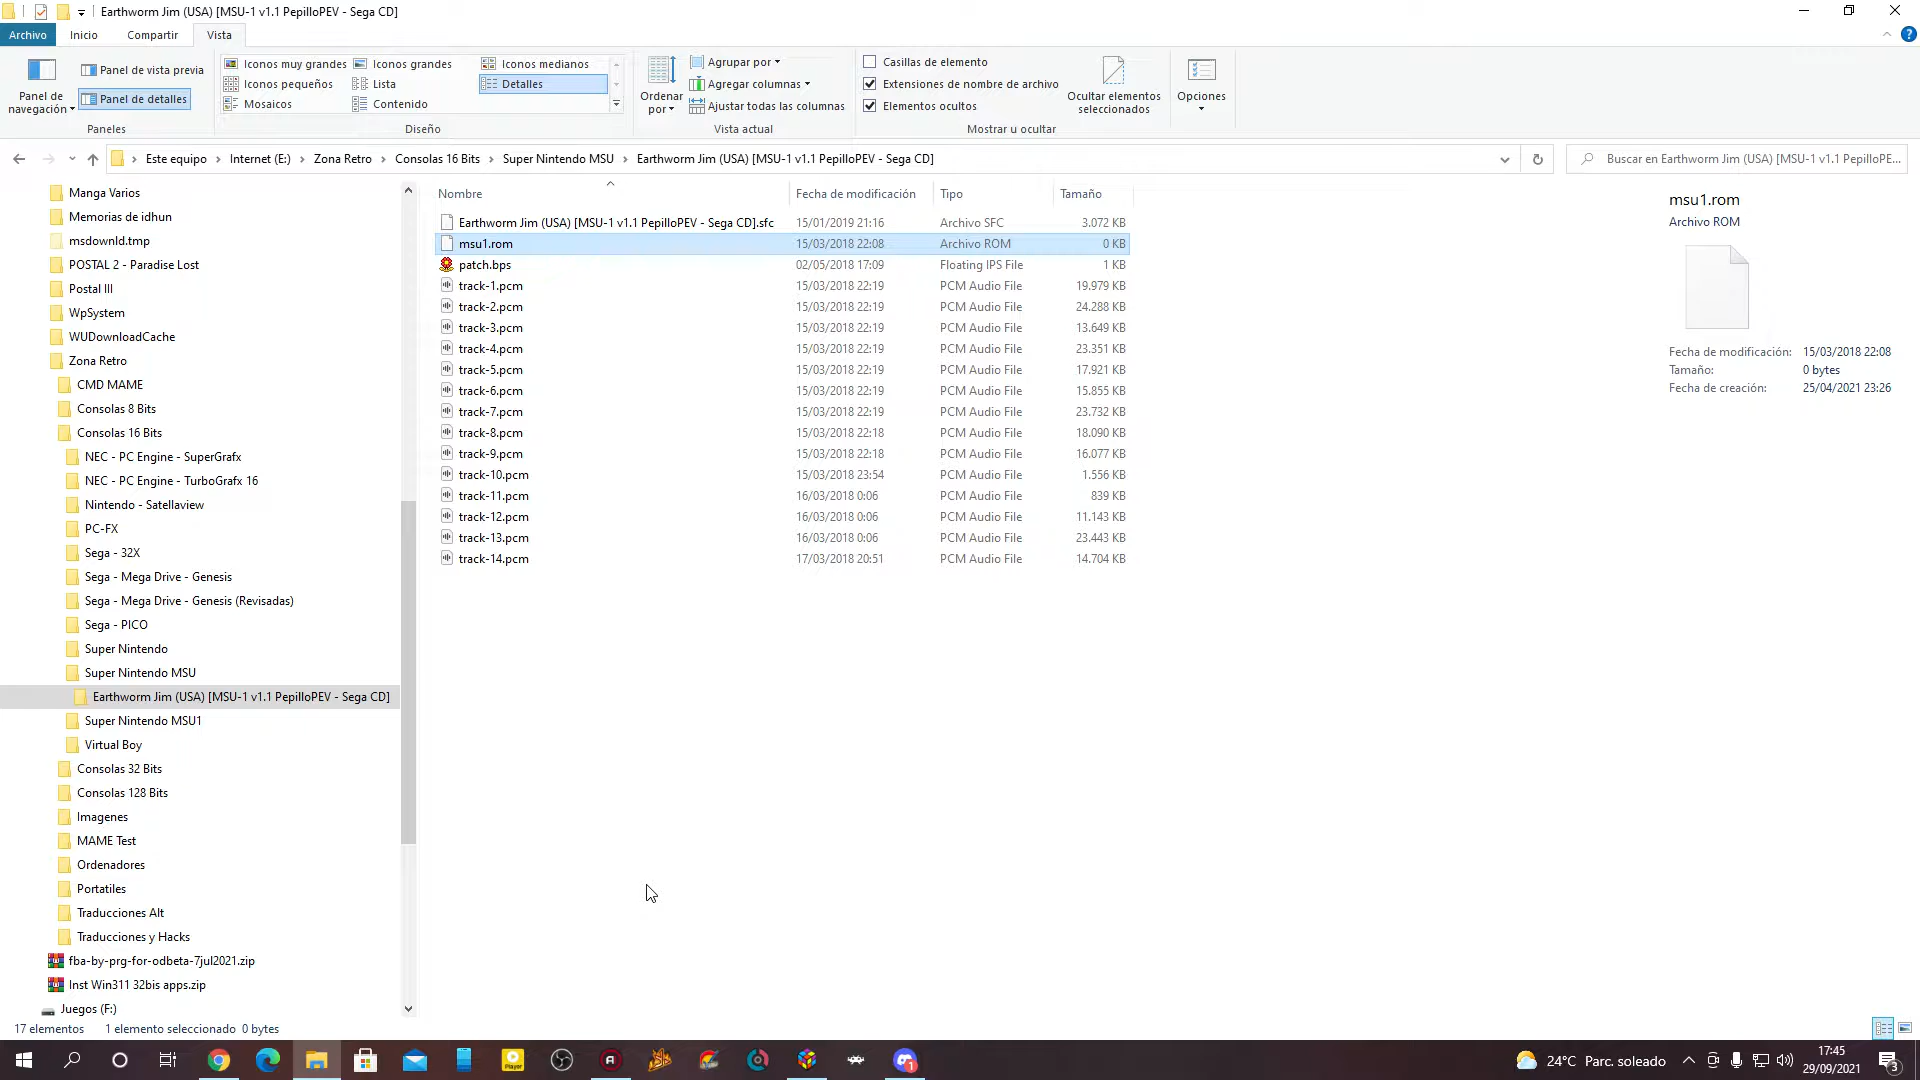 Earthworm Jim (USA) [MSU-1 v1.1 PepilloPEV - Sega CD]
Archivo Inicio Compartir Vista
Panel de navegación
Panel de vista previa
Panel de detalles
Paneles
Iconos muy grandes Iconos grandes Iconos medianos
Iconos pequeños Lista Detalles
Mosaicos Contenido
Diseño
Ordenar por
Agrupar por
Agregar columnas
Ajustar todas las columnas
Vista actual
Casillas de elemento
Extensiones de nombre de archivo
Elementos ocultos
Ocultar elementos seleccionados
Mostrar u ocultar
Opciones
Este equipo > Internet (E:) > Zona Retro > Consolas 16 Bits > Super Nintendo MSU > Earthworm Jim (USA) [MSU-1 v1.1 PepilloPEV - Sega CD]
Buscar en Earthworm Jim (USA) [MSU-1 v1.1 PepilloPE...
Manga Varios
Memorias de idhun
msdownld.tmp
POSTAL 2 - Paradise Lost
Postal III
WpSystem
WUDownloadCache
Zona Retro
CMD MAME
Consolas 8 Bits
Consolas 16 Bits
NEC - PC Engine - SuperGrafx
NEC - PC Engine - TurboGrafx 16
Nintendo - Satellaview
PC-FX
Sega - 32X
Sega - Mega Drive - Genesis
Sega - Mega Drive - Genesis (Revisadas)
Sega - PICO
Super Nintendo
Super Nintendo MSU
Earthworm Jim (USA) [MSU-1 v1.1 PepilloPEV - Sega CD]
Super Nintendo MSU1
Virtual Boy
Consolas 32 Bits
Consolas 128 Bits
Imagenes
MAME Test
Ordenadores
Portatiles
Traducciones Alt
Traducciones y Hacks
fba-by-prg-for-odbeta-7jul2021.zip
Inst Win311 32bis apps.zip
Juegos (F:)
Nombre Fecha de modificación Tipo Tamaño
Earthworm Jim (USA) [MSU-1 v1.1 PepilloPEV - Sega CD].sfc 15/01/2019 21:16 Archivo SFC 3.072 KB
msu1.rom 15/03/2018 22:08 Archivo ROM 0 KB
patch.bps 02/05/2018 17:09 Floating IPS File 1 KB
track-1.pcm 15/03/2018 22:19 PCM Audio File 19.979 KB
track-2.pcm 15/03/2018 22:19 PCM Audio File 24.288 KB
track-3.pcm 15/03/2018 22:19 PCM Audio File 13.649 KB
track-4.pcm 15/03/2018 22:19 PCM Audio File 23.351 KB
track-5.pcm 15/03/2018 22:19 PCM Audio File 17.921 KB
track-6.pcm 15/03/2018 22:19 PCM Audio File 15.855 KB
track-7.pcm 15/03/2018 22:19 PCM Audio File 23.732 KB
track-8.pcm 15/03/2018 22:18 PCM Audio File 18.090 KB
track-9.pcm 15/03/2018 22:18 PCM Audio File 16.077 KB
track-10.pcm 15/03/2018 23:54 PCM Audio File 1.556 KB
track-11.pcm 16/03/2018 0:06 PCM Audio File 839 KB
track-12.pcm 16/03/2018 0:06 PCM Audio File 11.143 KB
track-13.pcm 16/03/2018 0:06 PCM Audio File 23.443 KB
track-14.pcm 17/03/2018 20:51 PCM Audio File 14.704 KB
msu1.rom
Archivo ROM
Fecha de modificación: 15/03/2018 22:08
Tamaño: 0 bytes
Fecha de creación: 25/04/2021 23:26
17 elementos 1 elemento seleccionado 0 bytes
Player
1
24°C Parc. soleado
17:45
29/09/2021
3